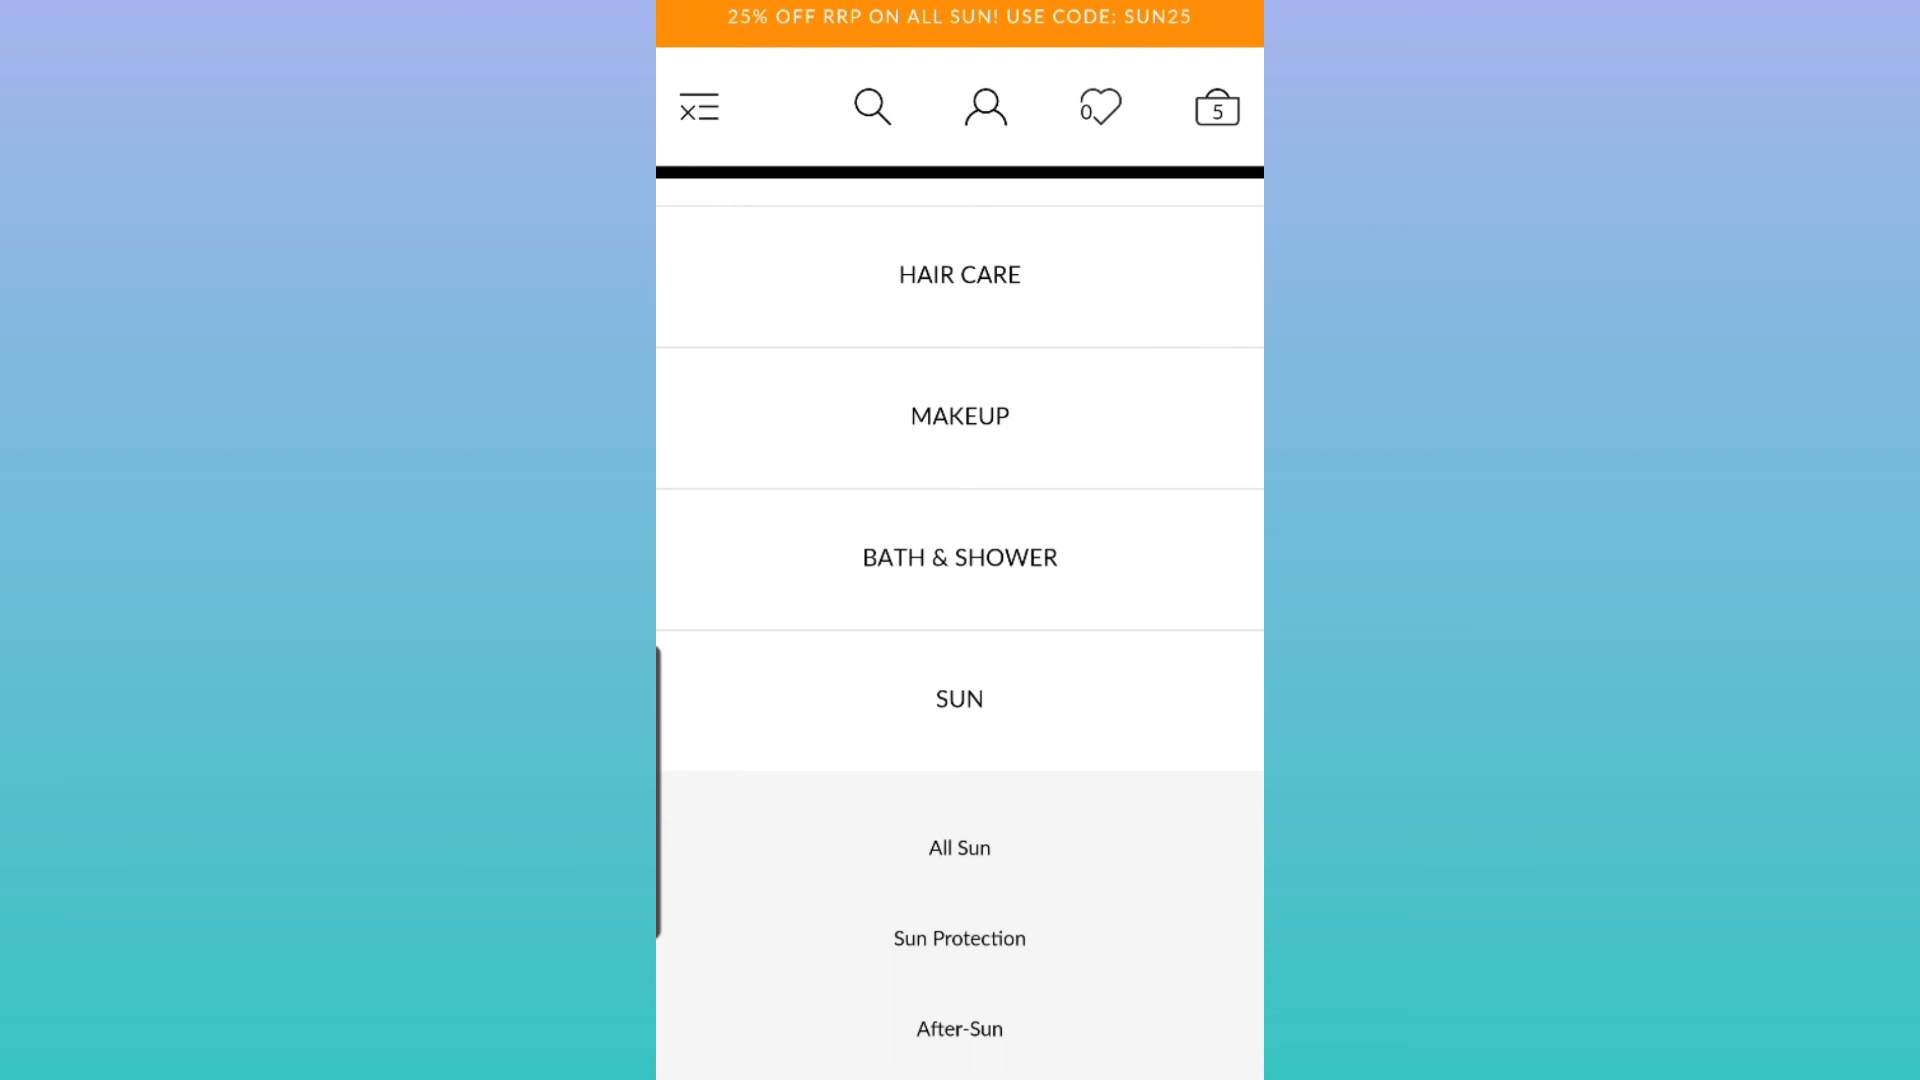 25% OFF RRP ON ALL SUN! USE CODE: SUN25
0
5
HAIR CARE
MAKEUP
BATH & SHOWER
SUN
All Sun
Sun Protection
After-Sun